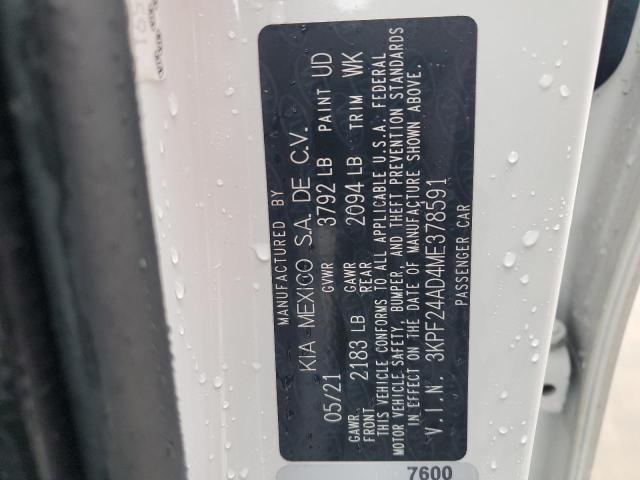 MANUFACTURED BY
KIA MEXICO S.A. DE C.V.
05/21 GVWR 3792 LB PAINT UD
GAWR FRONT 2183 LB GAWR REAR 2094 LB TRIM WK
THIS VEHICLE CONFORMS TO ALL APPLICABLE U.S.A. FEDERAL
MOTOR VEHICLE SAFETY, BUMPER, AND THEFT PREVENTION STANDARDS
IN EFFECT ON THE DATE OF MANUFACTURE SHOWN ABOVE.
V.I.N. 3KPF24AD4ME378591
PASSENGER CAR
7600